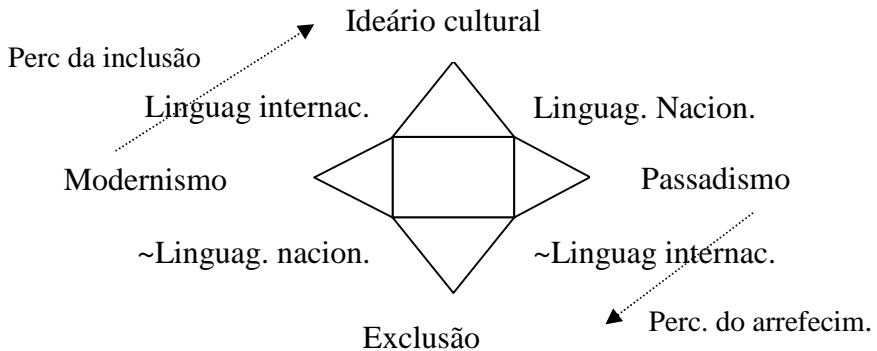 Ideário cultural
Perc da inclusão
Linguag internac.
Linguag. Nacion.
Modernismo
Passadismo
~Linguag. nacion.
~Linguag internac.
Perc. do arrefecim.
Exclusão